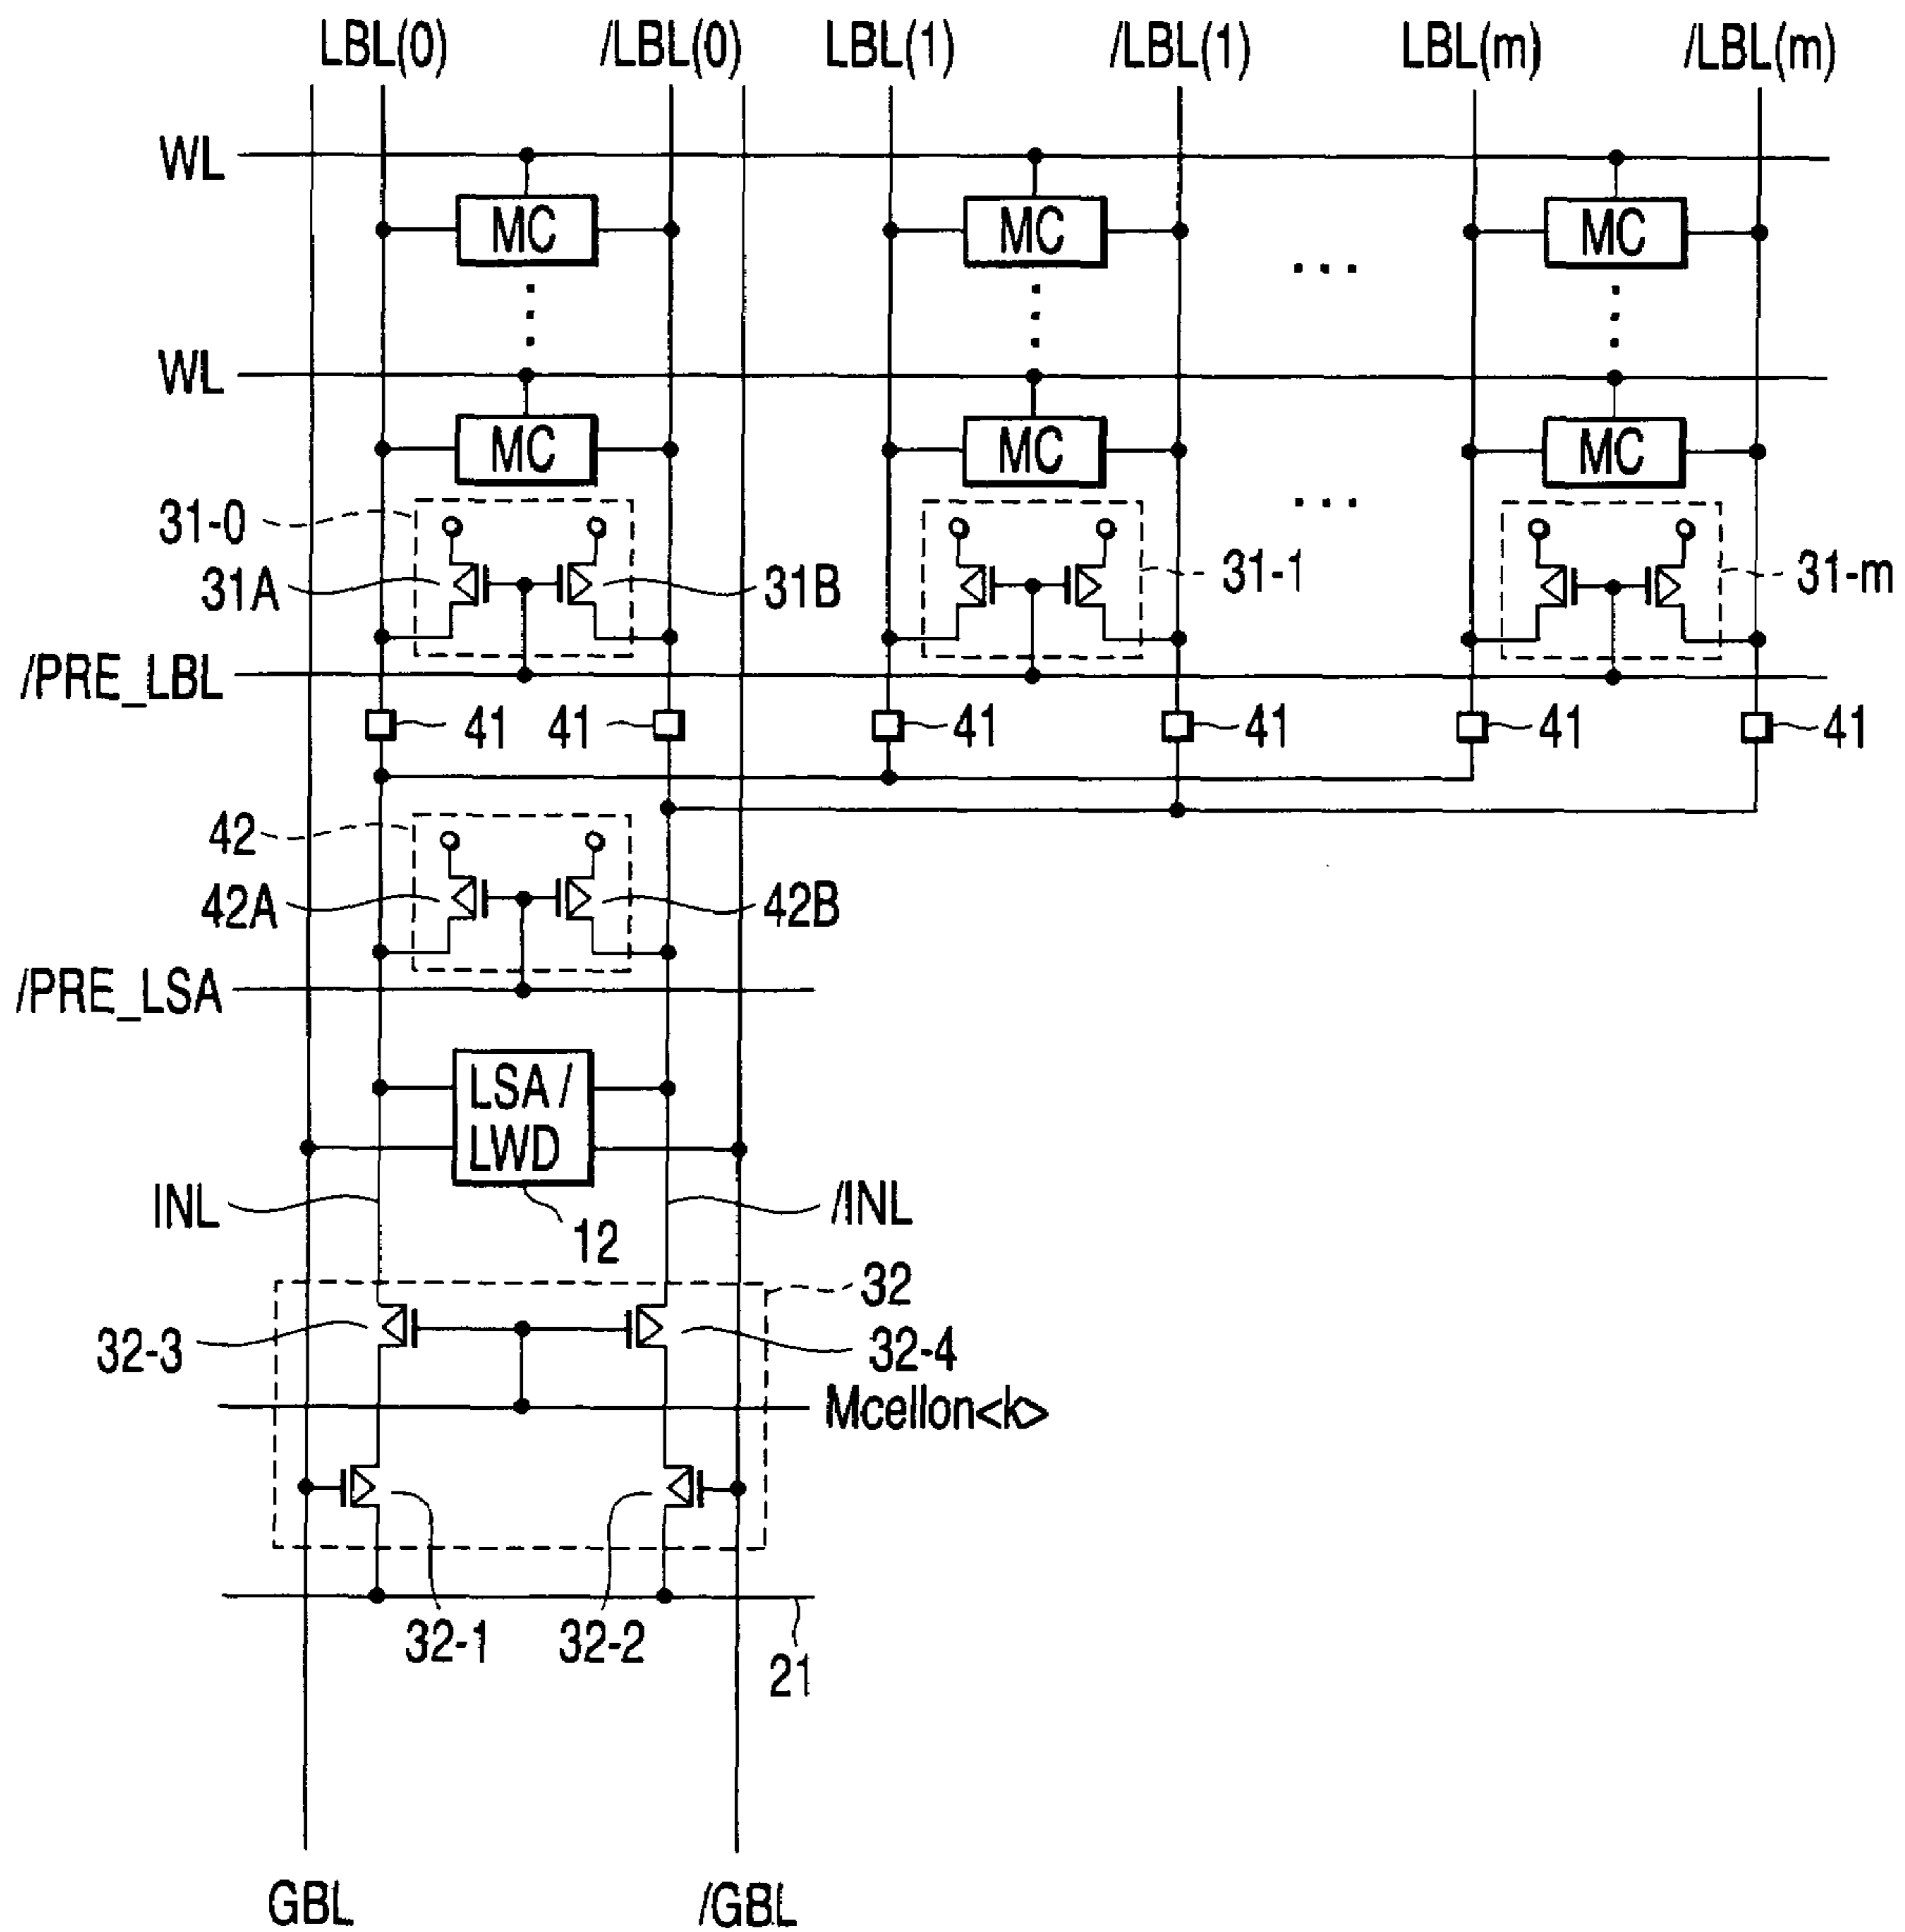 LBL(0) /LBL(0) LBL(1) /LBL(1) LBL(m) /LBL(m)
WL
MC MC MC
WL
MC MC MC
31-0
31A 31B 31-1 31-m
/PRE_LBL
41 41 41 41 41 41
42
42A 42B
/PRE_LSA
LSA /
LWD
INL /INL
12
32
32-3 32-4
Mcellon<k>
32-1 32-2
21
GBL /GBL